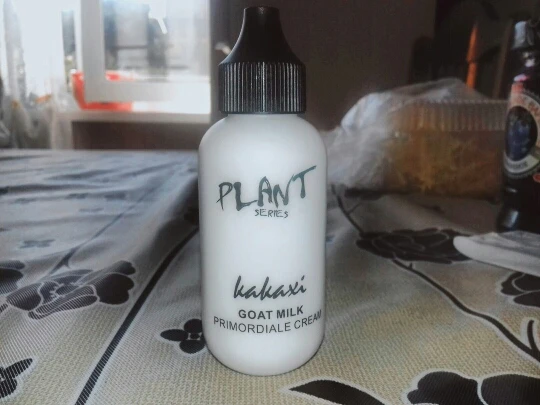 PLANT
SERIES
kakaxi
GOAT MILK
PRIMORDIALE CREAM